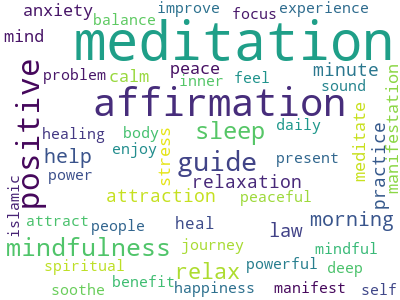 anxiety
improve
focus
experience
balance
mind
meditation
problem
calm
peace
inner
feel
minute
sound
positive
affirmation
manifestation
healing
body
sleep
daily
enjoy
stress
meditate
practice
help
guide
present
power
relaxation
islamic
attraction
peaceful
attract
people
heal
law
morning
mindfulness
journey
mindful
spiritual
relax
powerful
deep
soothe
benefit
happiness
manifest
self